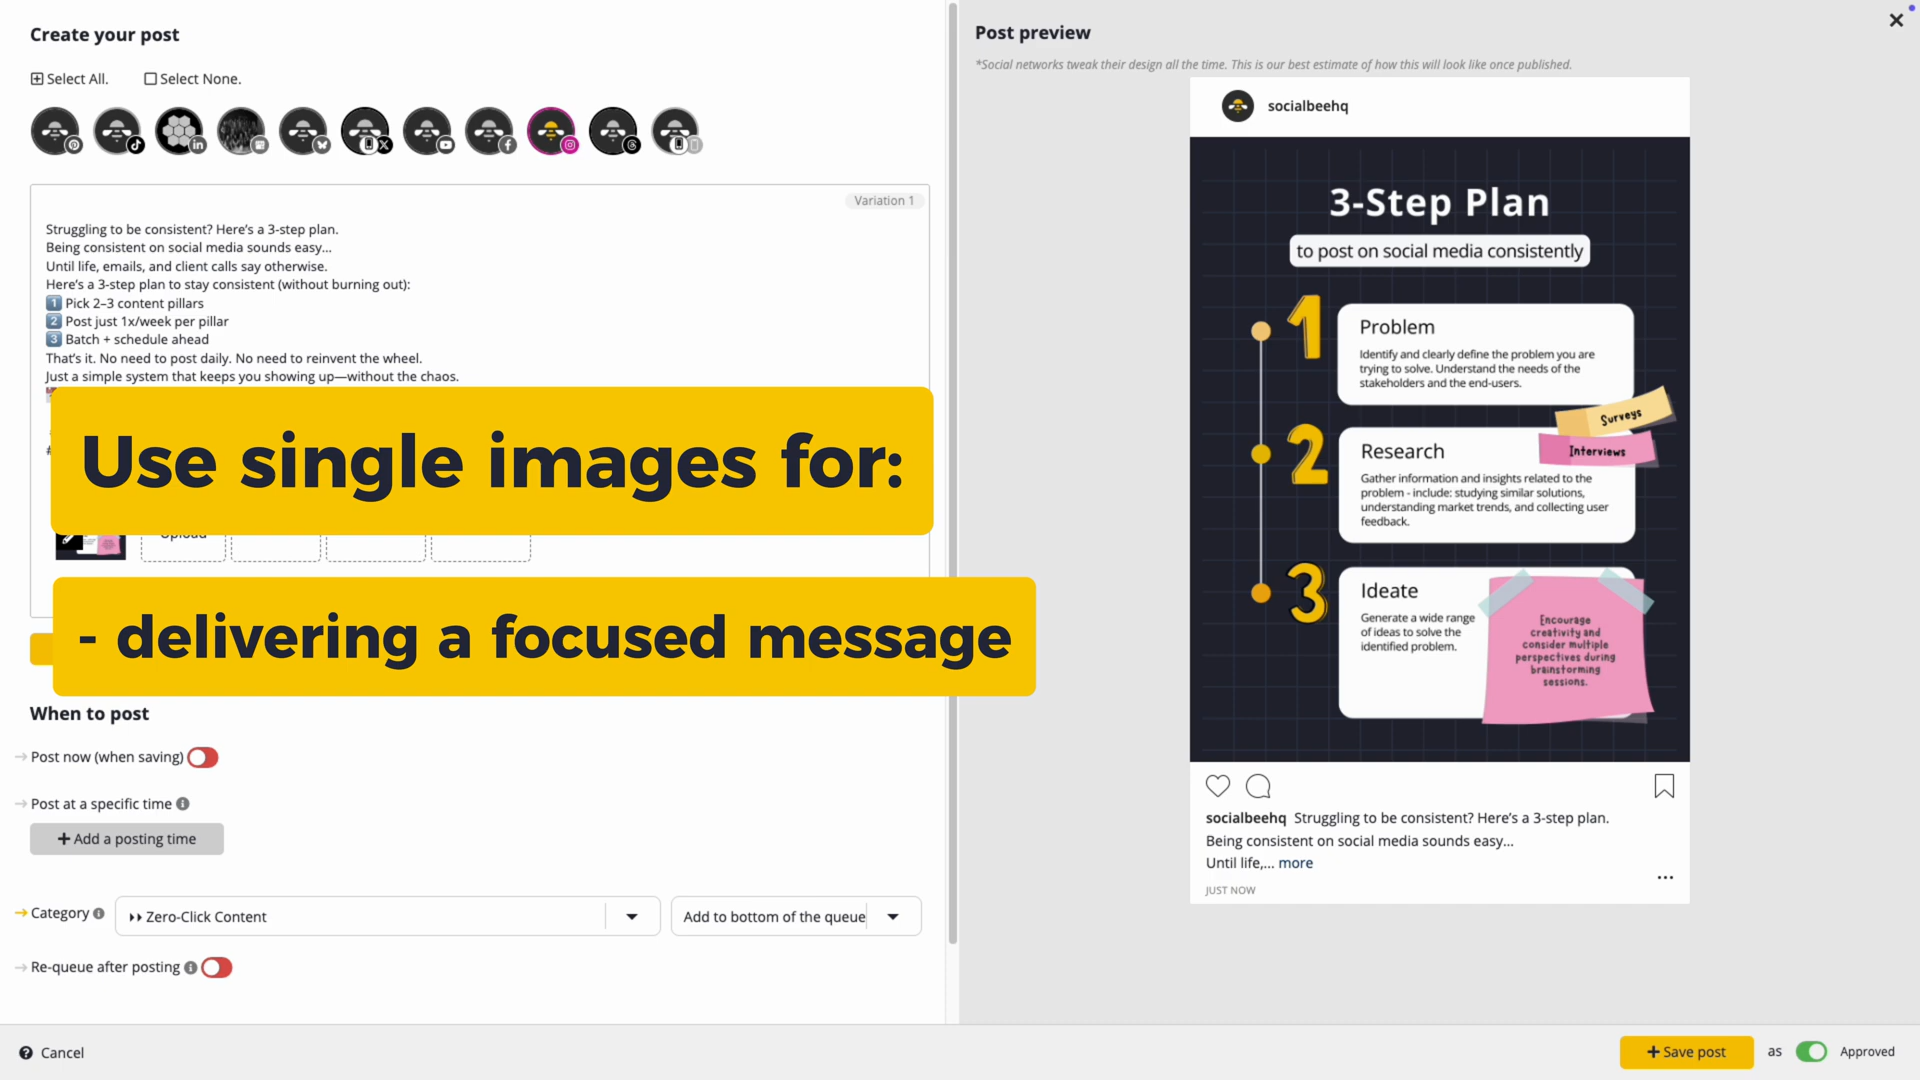 Create your post
Select All.
Select None.
Variation 1
Struggling to be consistent? Here's a 3-step plan.
Being consistent on social media sounds easy...
Until life, emails, and client calls say otherwise.
Here's a 3-step plan to stay consistent (without burning out):
1 Pick 2–3 content pillars
2 Post just 1x/week per pillar
3 Batch + schedule ahead
That's it. No need to post daily. No need to reinvent the wheel.
Just a simple system that keeps you showing up—without the chaos.
Use single images for:
Upload
- delivering a focused message
When to post
Post now (when saving)
Post at a specific time
+ Add a posting time
Category
Zero-Click Content
Add to bottom of the queue
Re-queue after posting
Cancel
Post preview
*Social networks tweak their design all the time. This is our best estimate of how this will look like once published.
socialbeehq
3-Step Plan
to post on social media consistently
1
Problem
Identify and clearly define the problem you are
trying to solve. Understand the needs of the
stakeholders and the end-users.
Surveys
Interviews
2
Research
Gather information and insights related to the
problem - include: studying similar solutions,
understanding market trends, and collecting user
feedback.
3
Ideate
Generate a wide range
of ideas to solve the
identified problem.
Encourage
creativity and
consider multiple
perspectives during
brainstorming
sessions.
socialbeehq Struggling to be consistent? Here's a 3-step plan.
Being consistent on social media sounds easy...
Until life,... more
JUST NOW
+ Save post
as
Approved